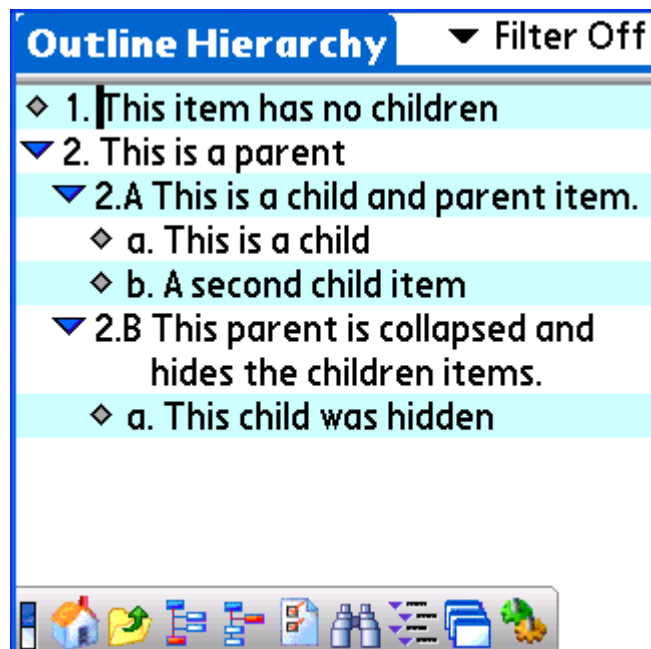 Outline Hierarchy
Filter Off
1. This item has no children
2. This is a parent
2.A This is a child and parent item.
a. This is a child
b. A second child item
2.B This parent is collapsed and
hides the children items.
a. This child was hidden